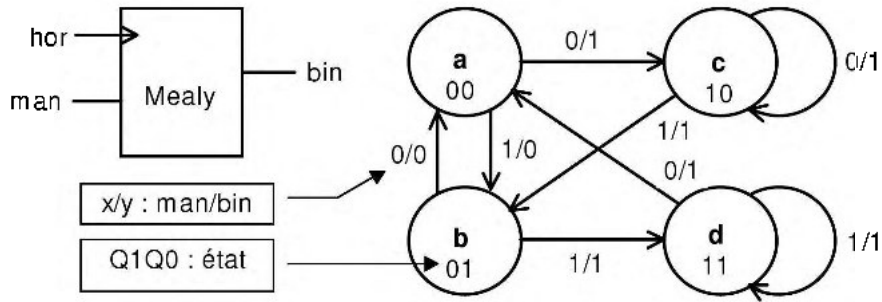 hor
man
Mealy
bin
x/y : man/bin
Q1Q0 : état
a
00
0/1
c
10
0/1
0/0
1/0
1/1
0/1
b
01
1/1
d
11
1/1